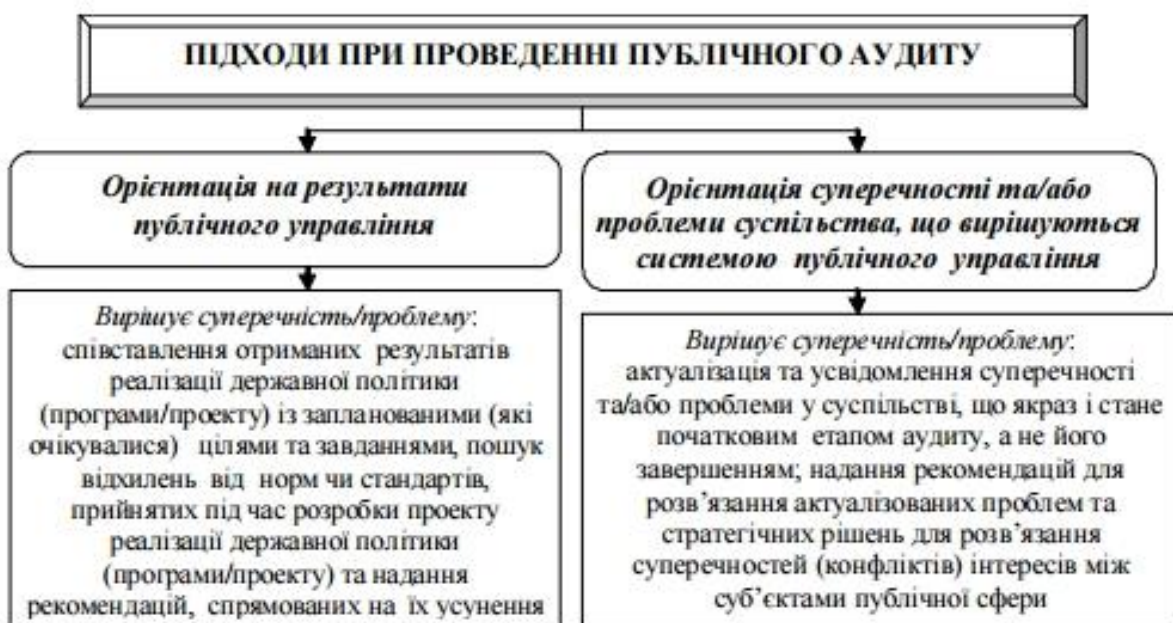 ПІДХОДИ ПРИ ПРОВЕДЕННІ ПУБЛІЧНОГО АУДИТУ
Орієнтація на результати
публічного управління
Вирішує суперечність/проблему:
співставлення отриманих результатів
реалізації державної політики
(програми/проекту) із запланованими (які
очікувалися) цілями та завданнями, пошук
відхилень від норм чи стандартів,
прийнятих під час розробки проекту
реалізації державної політики
(програми/проекту) та надання
рекомендацій, спрямованих на їх усунення
Орієнтація суперечності та/або
проблеми суспільства, що вирішуються
системою публічного управління
Вирішує суперечність/проблему:
актуалізація та усвідомлення суперечності
та/або проблеми у суспільстві, що якраз і стане
початковим етапом аудиту, а не його
завершенням; надання рекомендацій для
розв’язання актуалізованих проблем та
стратегічних рішень для розв’язання
суперечностей (конфліктів) інтересів між
суб’єктами публічної сфери